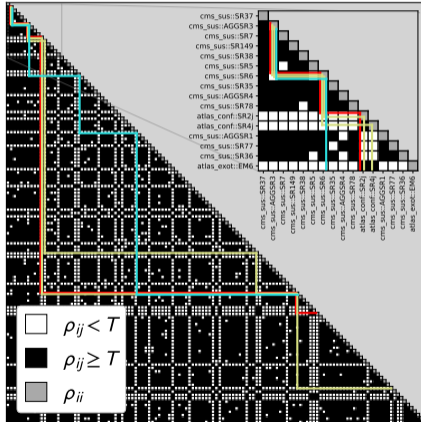 cms_sus::SR37
cms_sus::AGGSR3
cms_sus::SR7
cms_sus::SR149
cms_sus::SR38
cms_sus::SR5
cms_sus::SR6
cms_sus::SR35
cms_sus::AGGSR4
cms_sus::SR78
atlas_conf::SR2j
atlas_conf::SR4j
cms_sus::AGGSR1
cms_sus::SR77
cms_sus::SR36
atlas_exot::EM6
cms_sus::SR37
cms_sus::AGGSR3
cms_sus::SR7
cms_sus::SR149
cms_sus::SR38
cms_sus::SR5
cms_sus::SR6
cms_sus::SR35
cms_sus::AGGSR4
cms_sus::SR78
atlas_conf::SR2j
atlas_conf::SR4j
cms_sus::AGGSR1
cms_sus::SR77
cms_sus::SR36
atlas_exot::EM6
ρij < T
ρij ≥ T
ρii